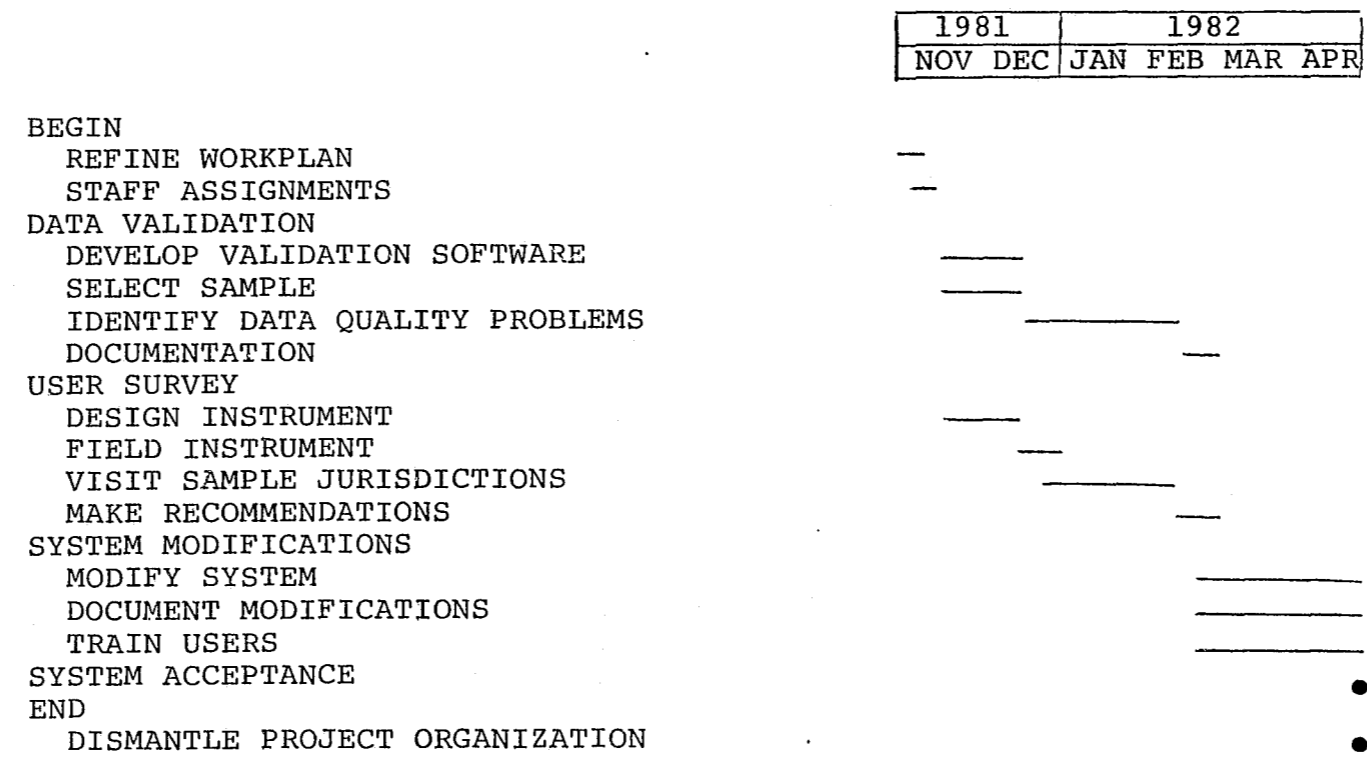 1981 1982
NOV DEC JAN FEB MAR APR
BEGIN
REFINE WORKPLAN
STAFF ASSIGNMENTS
DATA VALIDATION
DEVELOP VALIDATION SOFTWARE
SELECT SAMPLE
IDENTIFY DATA QUALITY PROBLEMS
DOCUMENTATION
USER SURVEY
DESIGN INSTRUMENT
FIELD INSTRUMENT
VISIT SAMPLE JURISDICTIONS
MAKE RECOMMENDATIONS
SYSTEM MODIFICATIONS
MODIFY SYSTEM
DOCUMENT MODIFICATIONS
TRAIN USERS
SYSTEM ACCEPTANCE
END
DISMANTLE PROJECT ORGANIZATION